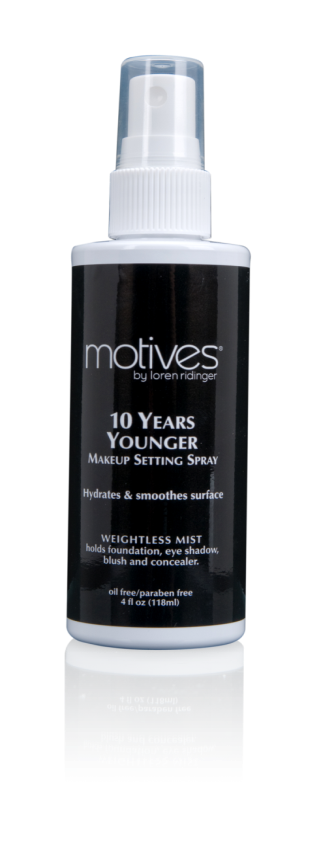 motives®
by loren ridinger
10 YEARS
YOUNGER
MAKEUP SETTING SPRAY
Hydrates & smoothes surface
WEIGHTLESS MIST
holds foundation, eye shadow,
blush and concealer.
oil free/paraben free
4 fl oz (118ml)